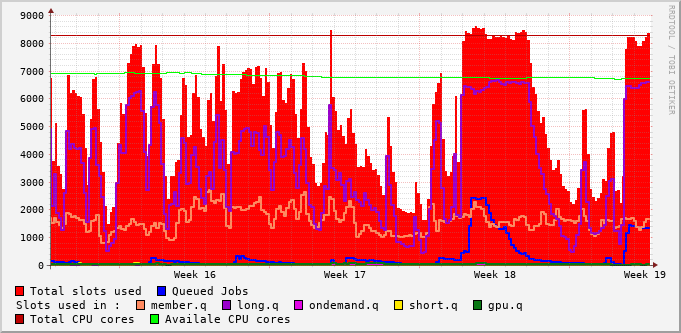 9000
8000
7000
6000
5000
4000
3000
2000
1000
0
Week 16 Week 17 Week 18 Week 19
RRDTOOL / TOBI OETIKER
Total slots used Queued Jobs
Slots used in : member.q long.q ondemand.q short.q gpu.q
Total CPU cores Availale CPU cores